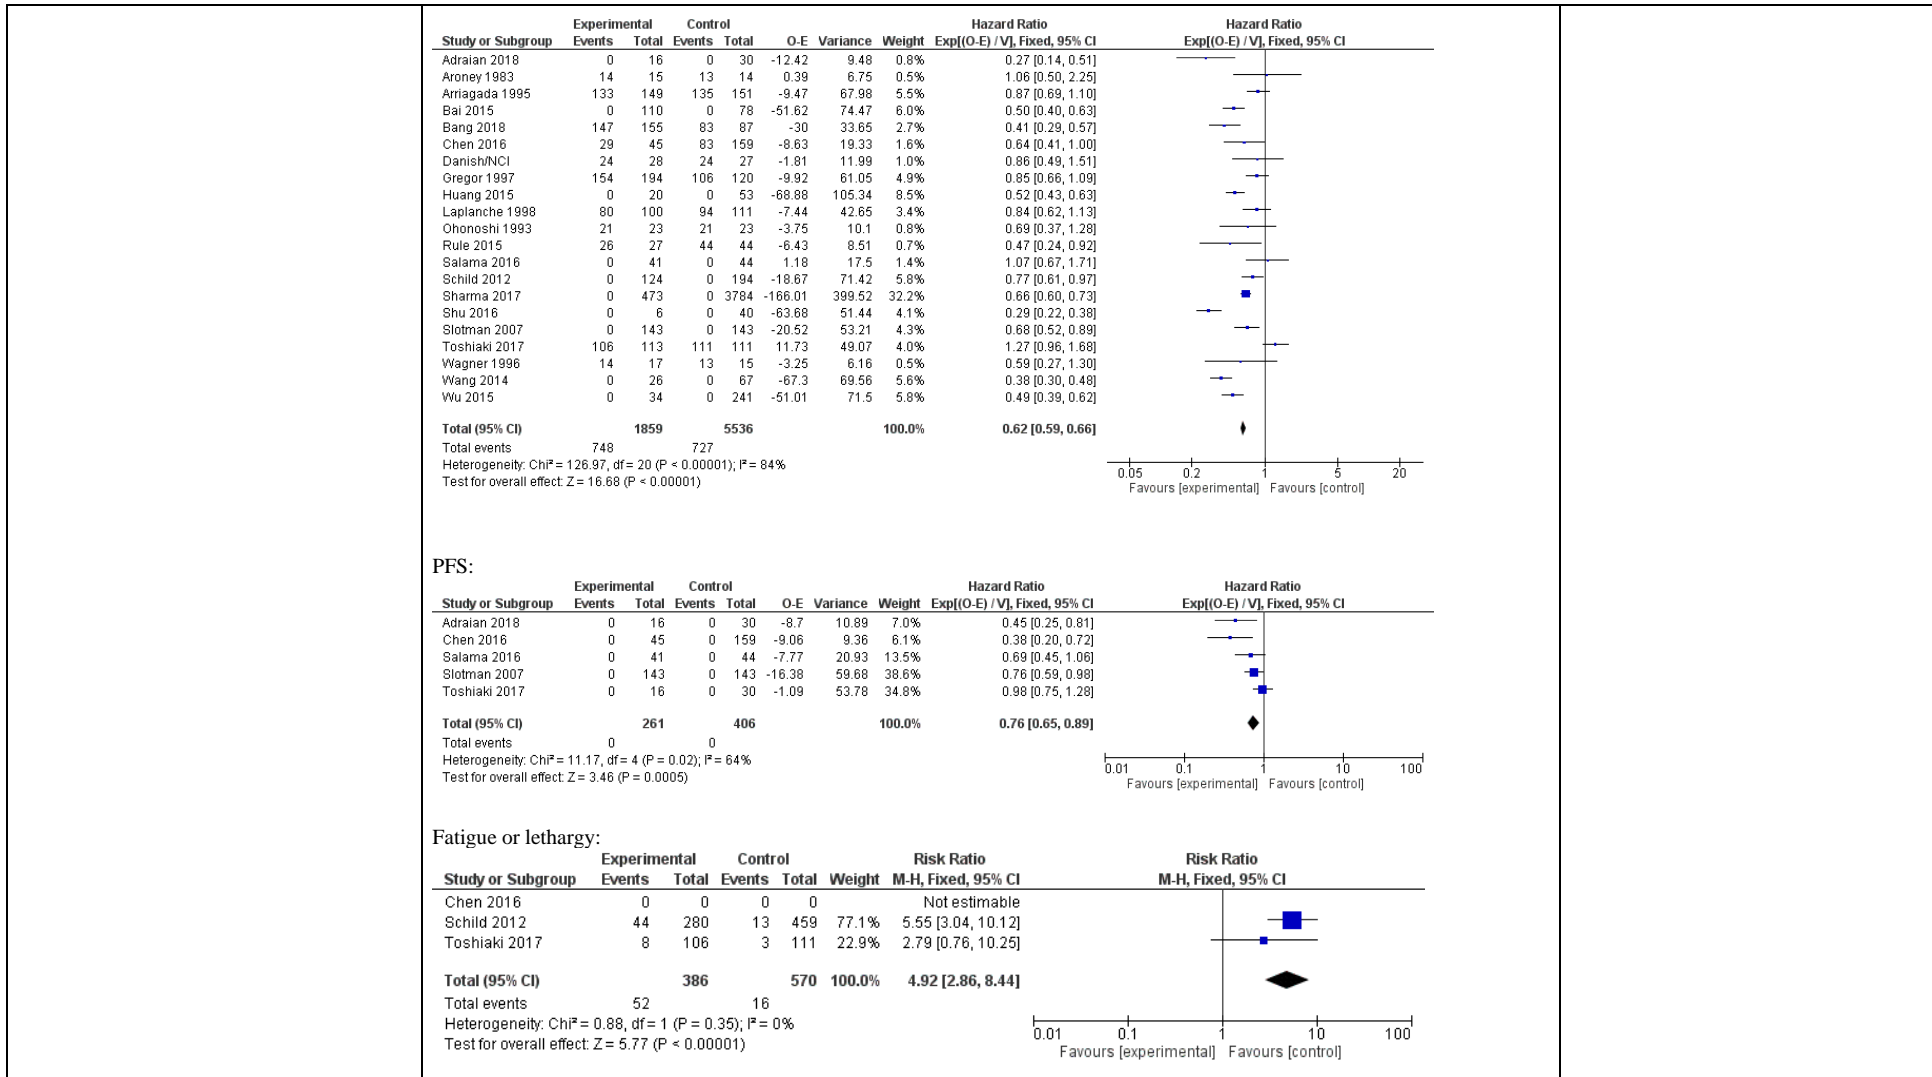 Experimental Control Hazard Ratio Hazard Ratio
Study or Subgroup Events Total Events Total O-E Variance Weight Exp[(O-E) / V], Fixed, 95% CI Exp[(O-E) / V], Fixed, 95% CI
Adraian 2018 0 16 0 30 -12.42 9.48 0.8% 0.27 [0.14, 0.51]
Aroney 1983 14 15 13 14 0.39 6.75 0.5% 1.06 [0.50, 2.25]
Arriagada 1995 133 149 135 151 -9.47 67.98 5.5% 0.87 [0.69, 1.10]
Bai 2015 0 110 0 78 -51.62 74.47 6.0% 0.50 [0.40, 0.63]
Bang 2018 147 155 83 87 -30 33.65 2.7% 0.41 [0.29, 0.57]
Chen 2016 29 45 83 159 -8.63 19.33 1.6% 0.64 [0.41, 1.00]
Danish/NCI 24 28 24 27 -1.81 11.99 1.0% 0.86 [0.49, 1.51]
Gregor 1997 154 194 106 120 -9.92 61.05 4.9% 0.85 [0.66, 1.09]
Huang 2015 0 20 0 53 -68.88 105.34 8.5% 0.52 [0.43, 0.63]
Laplanche 1998 80 100 94 111 -7.44 42.65 3.4% 0.84 [0.62, 1.13]
Ohonoshi 1993 21 23 21 23 -3.75 10.1 0.8% 0.69 [0.37, 1.28]
Rule 2015 26 27 44 44 -6.43 8.51 0.7% 0.47 [0.24, 0.92]
Salama 2016 0 41 0 44 1.18 17.5 1.4% 1.07 [0.67, 1.71]
Schild 2012 0 124 0 194 -18.67 71.42 5.8% 0.77 [0.61, 0.97]
Sharma 2017 0 473 0 3784 -166.01 399.52 32.2% 0.66 [0.60, 0.73]
Shu 2016 0 6 0 40 -63.68 51.44 4.1% 0.29 [0.22, 0.38]
Slotman 2007 0 143 0 143 -20.52 53.21 4.3% 0.68 [0.52, 0.89]
Toshiaki 2017 106 113 111 111 11.73 49.07 4.0% 1.27 [0.96, 1.68]
Wagner 1996 14 17 13 15 -3.25 6.16 0.5% 0.59 [0.27, 1.30]
Wang 2014 0 26 0 67 -67.3 69.56 5.6% 0.38 [0.30, 0.48]
Wu 2015 0 34 0 241 -51.01 71.5 5.8% 0.49 [0.39, 0.62]
Total (95% CI) 1859 5536 100.0% 0.62 [0.59, 0.66]
Total events 748 727
Heterogeneity: Chi² = 126.97, df = 20 (P < 0.00001); I² = 84%
Test for overall effect: Z = 16.68 (P < 0.00001)
0.05 0.2 1 5 20
Favours [experimental] Favours [control]
PFS:
Experimental Control Hazard Ratio Hazard Ratio
Study or Subgroup Events Total Events Total O-E Variance Weight Exp[(O-E) / V], Fixed, 95% CI Exp[(O-E) / V], Fixed, 95% CI
Adraian 2018 0 16 0 30 -8.7 10.89 7.0% 0.45 [0.25, 0.81]
Chen 2016 0 45 0 159 -9.06 9.36 6.1% 0.38 [0.20, 0.72]
Salama 2016 0 41 0 44 -7.77 20.93 13.5% 0.69 [0.45, 1.06]
Slotman 2007 0 143 0 143 -16.38 59.68 38.6% 0.76 [0.59, 0.98]
Toshiaki 2017 0 16 0 30 -1.09 53.78 34.8% 0.98 [0.75, 1.28]
Total (95% CI) 261 406 100.0% 0.76 [0.65, 0.89]
Total events 0 0
Heterogeneity: Chi² = 11.17, df = 4 (P = 0.02); I² = 64%
Test for overall effect: Z = 3.46 (P = 0.0005)
0.01 0.1 1 10 100
Favours [experimental] Favours [control]
Fatigue or lethargy:
Experimental Control Risk Ratio Risk Ratio
Study or Subgroup Events Total Events Total Weight M-H, Fixed, 95% CI M-H, Fixed, 95% CI
Chen 2016 0 0 0 0 Not estimable
Schild 2012 44 280 13 459 77.1% 5.55 [3.04, 10.12]
Toshiaki 2017 8 106 3 111 22.9% 2.79 [0.76, 10.25]
Total (95% CI) 386 570 100.0% 4.92 [2.86, 8.44]
Total events 52 16
Heterogeneity: Chi² = 0.88, df = 1 (P = 0.35); I² = 0%
Test for overall effect: Z = 5.77 (P < 0.00001)
0.01 0.1 1 10 100
Favours [experimental] Favours [control]